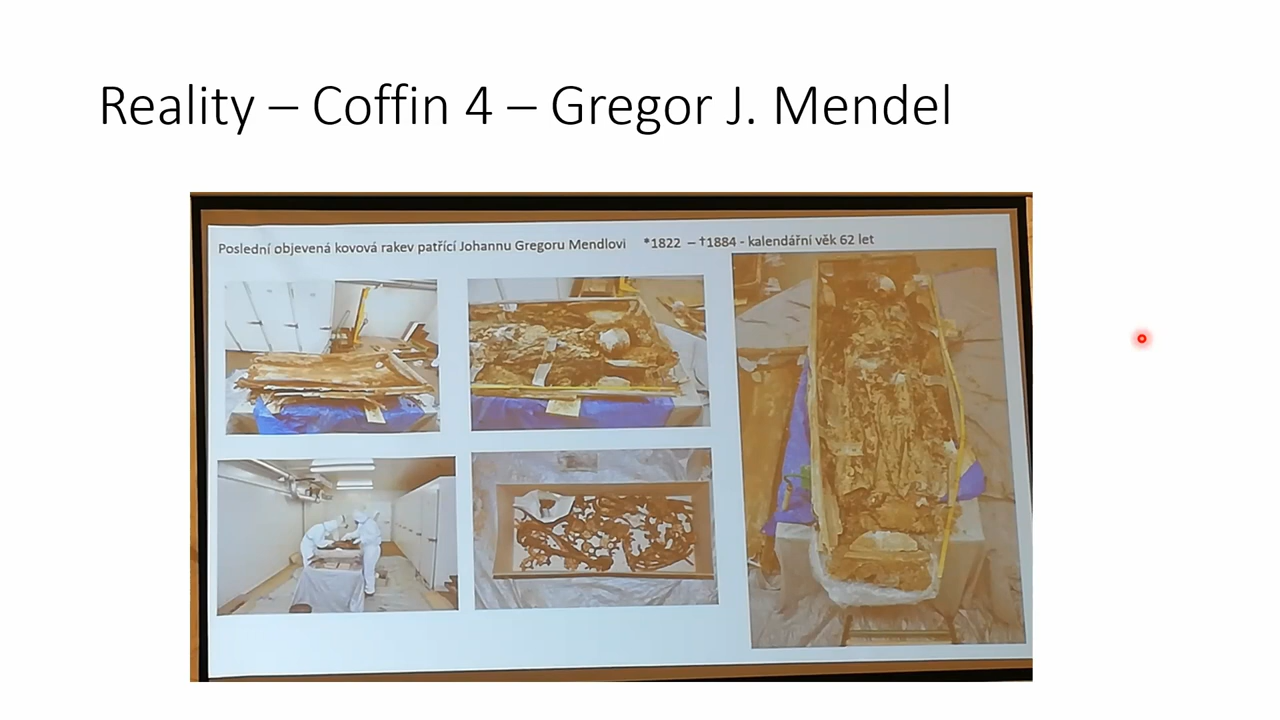 Reality – Coffin 4 – Gregor J. Mendel
Poslední objevená kovová rakev patřící Johannu Gregoru Mendlovi *1822 – †1884 - kalendářní věk 62 let